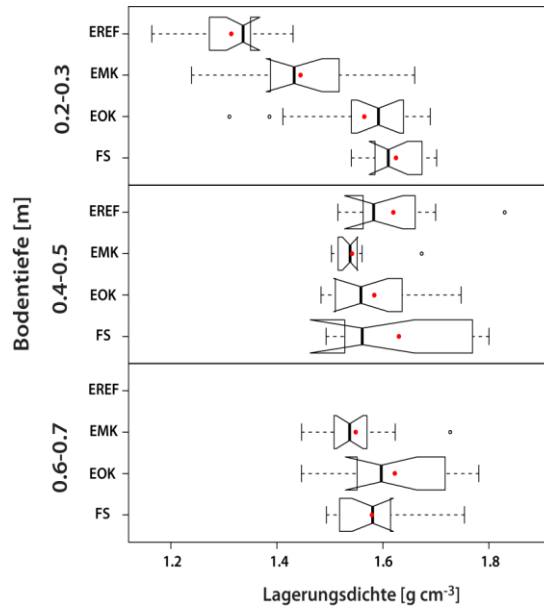 Bodentiefe [m]
0.2-0.3
EREF
EMK
EOK
FS
0.4-0.5
EREF
EMK
EOK
FS
0.6-0.7
EREF
EMK
EOK
FS
1.2 1.4 1.6 1.8
Lagerungsdichte [g cm⁻³]